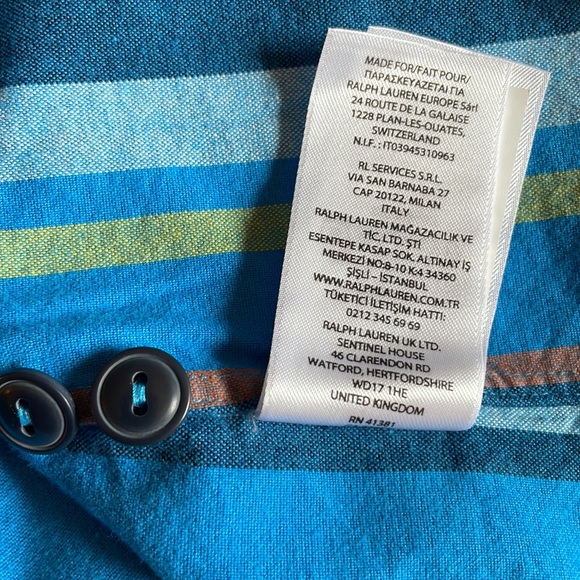 MADE FOR/FAIT POUR/
ΠΑΡΑΣΚΕΥΑΖΕΤΑΙ ΓΙΑ
RALPH LAUREN EUROPE Sàrl
24 ROUTE DE LA GALAISE
1228 PLAN-LES-OUATES,
SWITZERLAND
N.I.F. : IT03945310963
RL SERVICES S.R.L.
VIA SAN BARNABA 27
CAP 20122, MILAN
ITALY
RALPH LAUREN MAĞAZACILIK VE
TİC. LTD. ŞTİ
ESENTEPE KASAP SOK. ALTINAY İŞ
MERKEZİ NO:8-10 K:4 34360
ŞİŞLİ – İSTANBUL
WWW.RALPHLAUREN.COM.TR
TÜKETİCİ İLETİŞİM HATTI:
0212 345 69 59
RALPH LAUREN UK LTD.
SENTINEL HOUSE
46 CLARENDON RD
WATFORD, HERTFORDSHIRE
WD17 1HE
UNITED KINGDOM
RN 41381